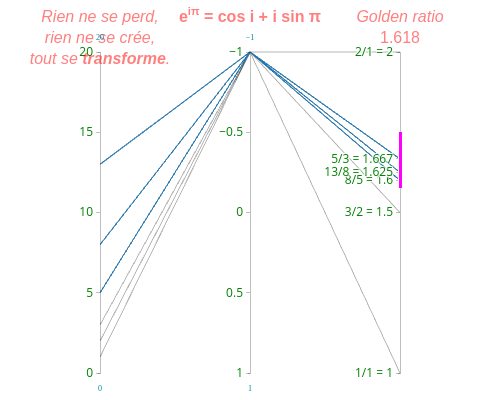 Rien ne se perd,
rien ne se crée,
tout se transforme.
e^iπ = cos i + i sin π
Golden ratio
1.618
20
15
10
5
0
0
−1
−1
−0.5
0
0.5
1
1
2/1 = 2
5/3 = 1.667
13/8 = 1.625
8/5 = 1.6
3/2 = 1.5
1/1 = 1